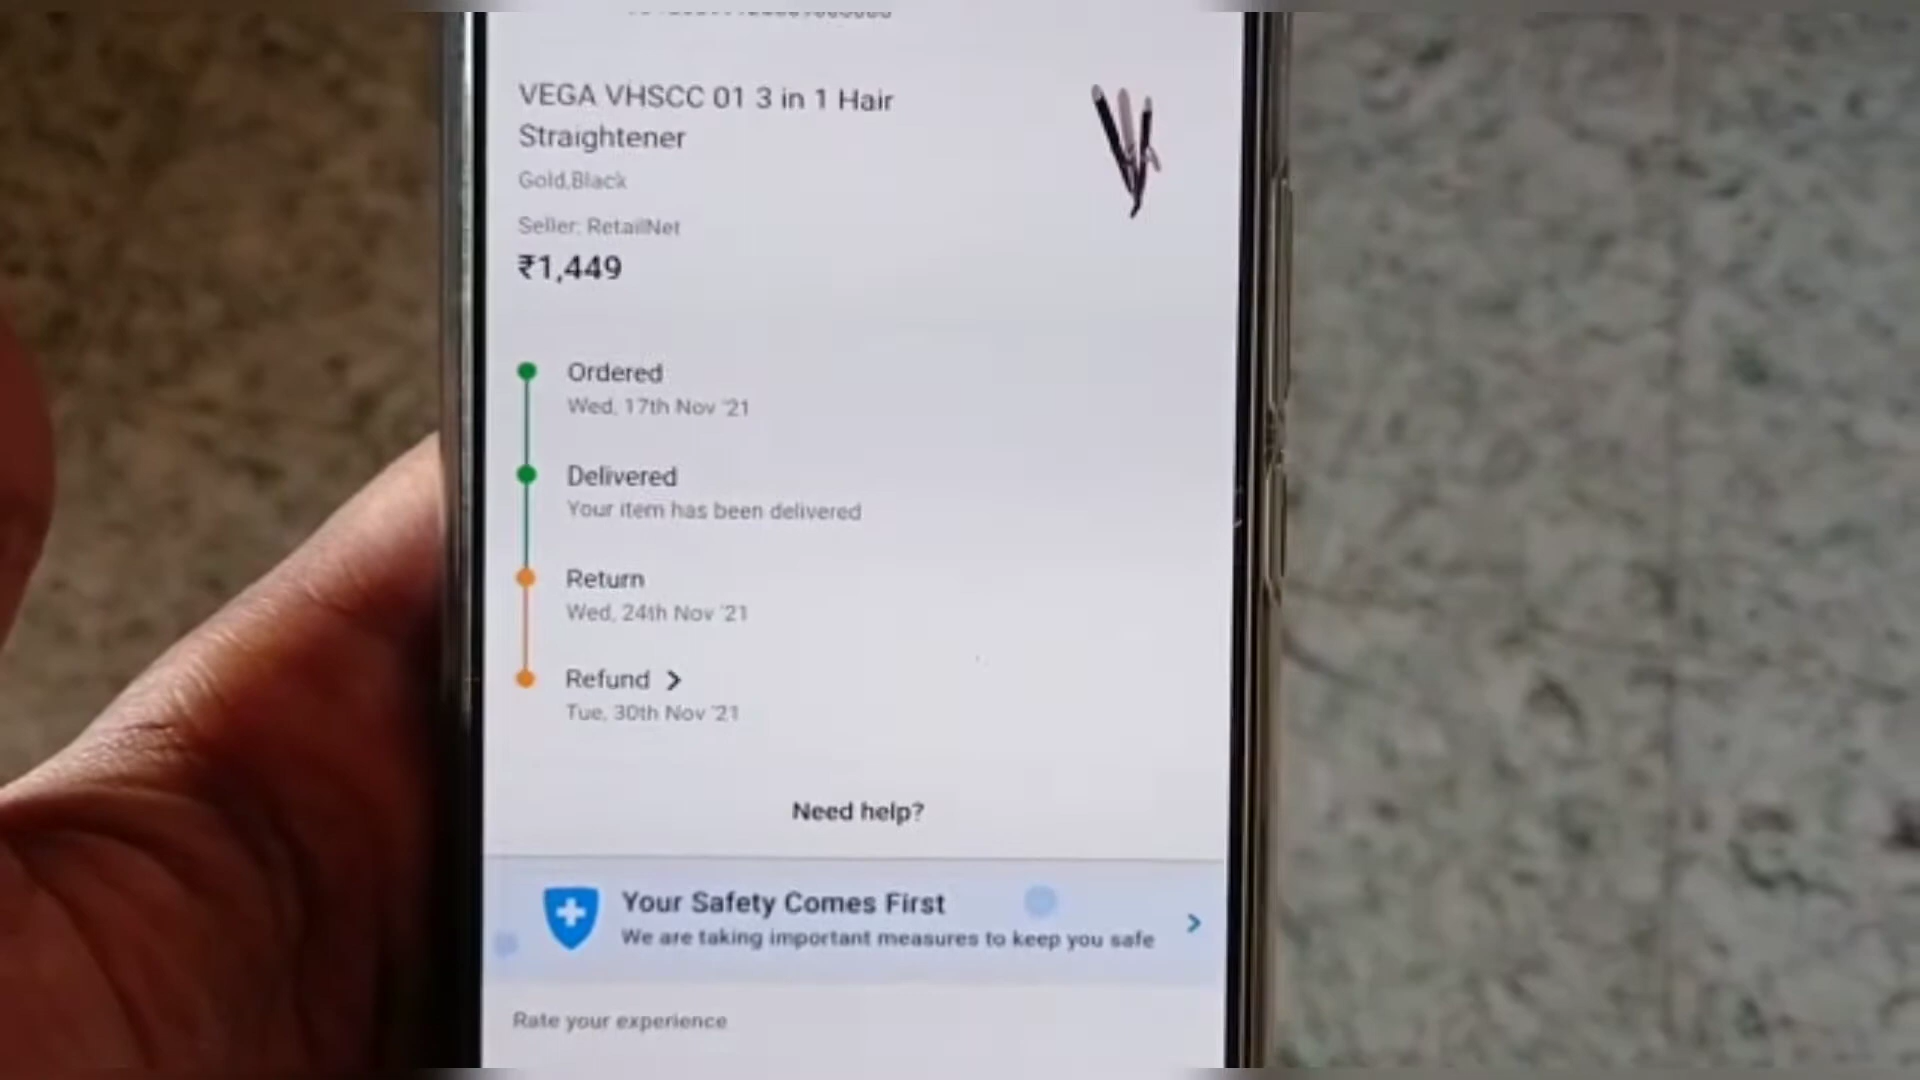 VEGA VHSCC 01 3 in 1 Hair
Straightener
Gold,Black
Seller: RetailNet
₹1,449
Ordered
Wed, 17th Nov '21
Delivered
Your item has been delivered
Return
Wed, 24th Nov '21
Refund
Tue, 30th Nov '21
Need help?
Your Safety Comes First
We are taking important measures to keep you safe
Rate your experience